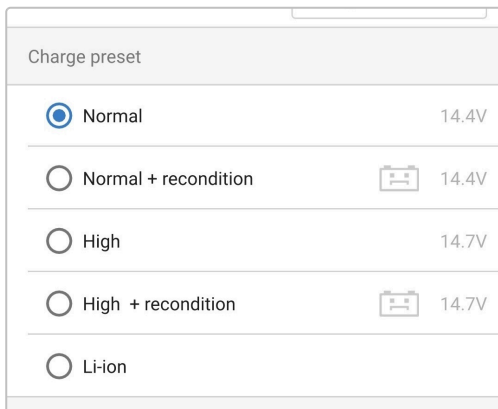 Charge preset
Normal 14.4V
Normal + recondition 14.4V
High 14.7V
High + recondition 14.7V
Li-ion